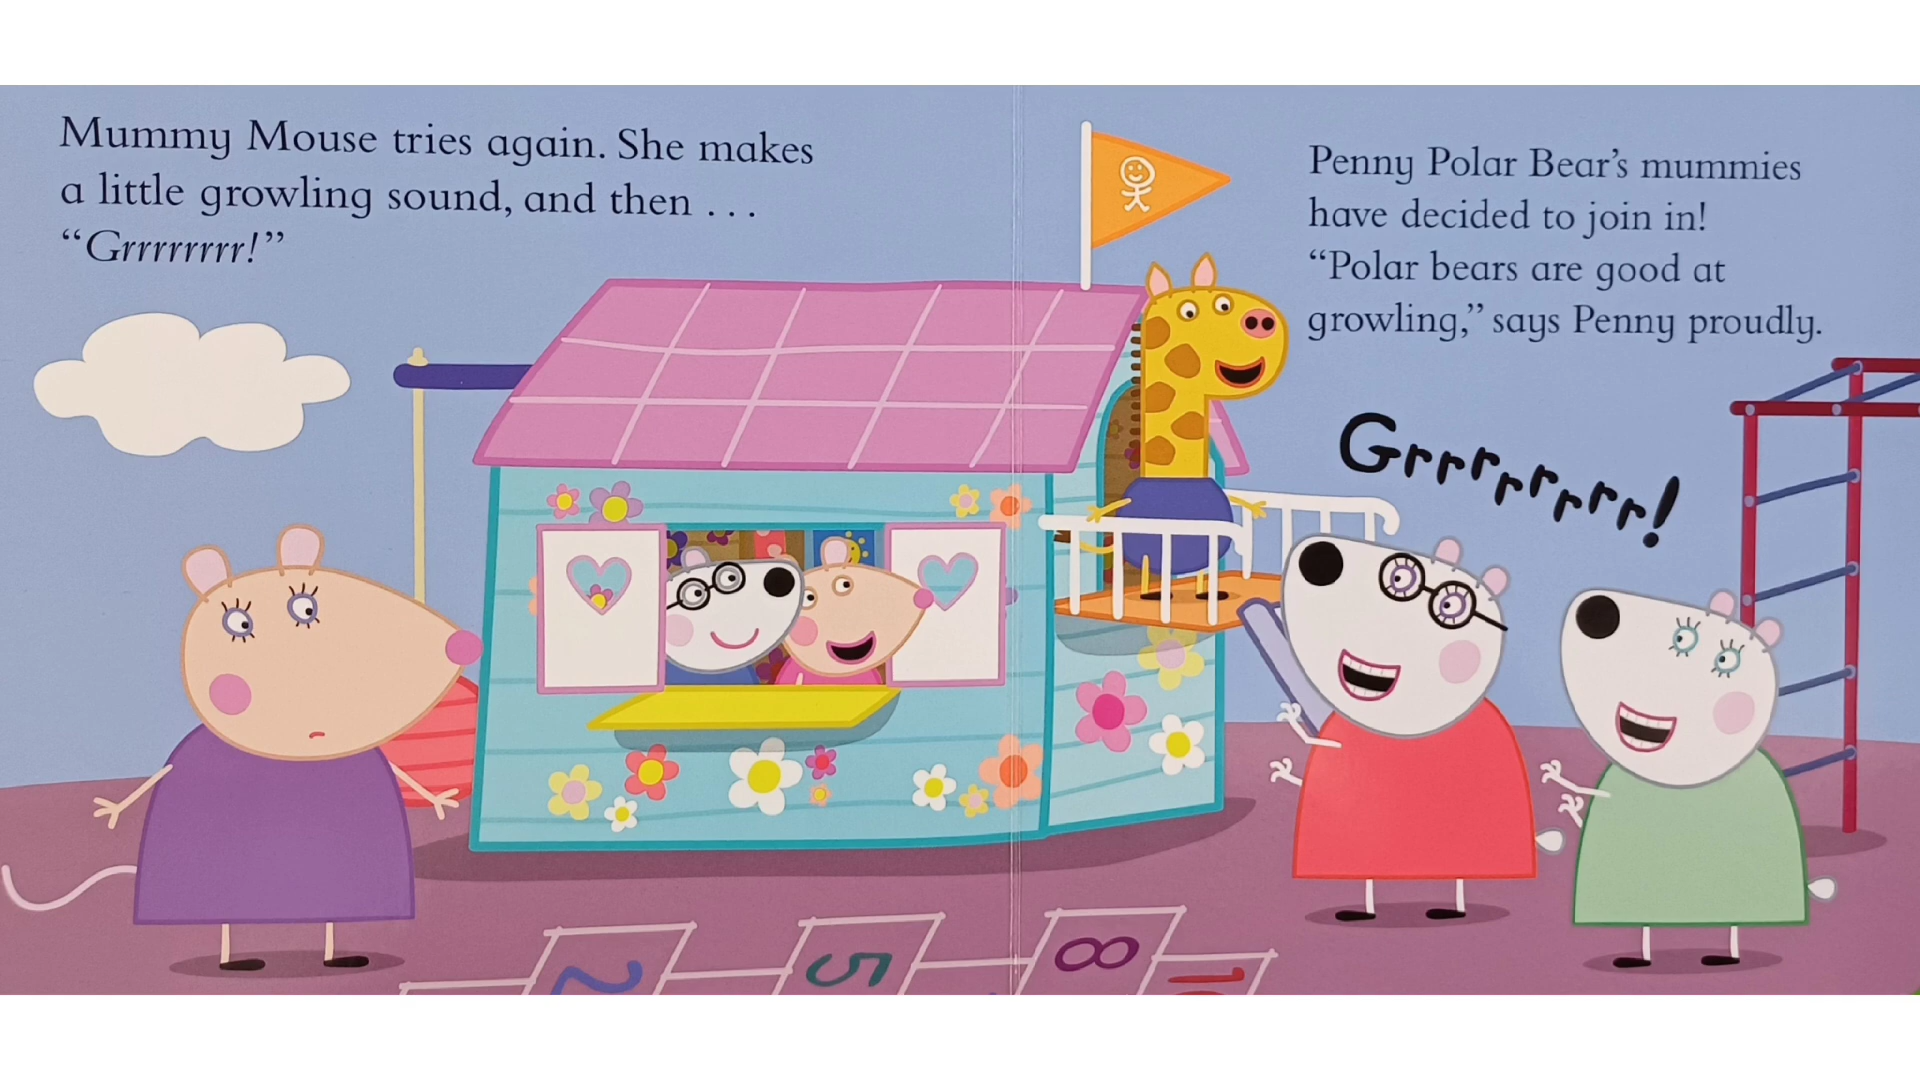 Mummy Mouse tries again. She makes
a little growling sound, and then . . .
“Grrrrrrrr!”
Penny Polar Bear’s mummies
have decided to join in!
“Polar bears are good at
growling,” says Penny proudly.
Grrrrrrrr!
2
5
8